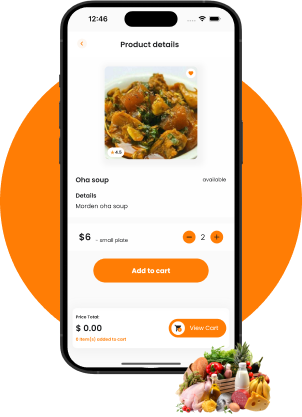 12:46
Product details
4.5
Oha soup
available
Details
Morden oha soup
$6 - small plate
2
Add to cart
Price Total:
$ 0.00
View Cart
0 item(s) added to cart